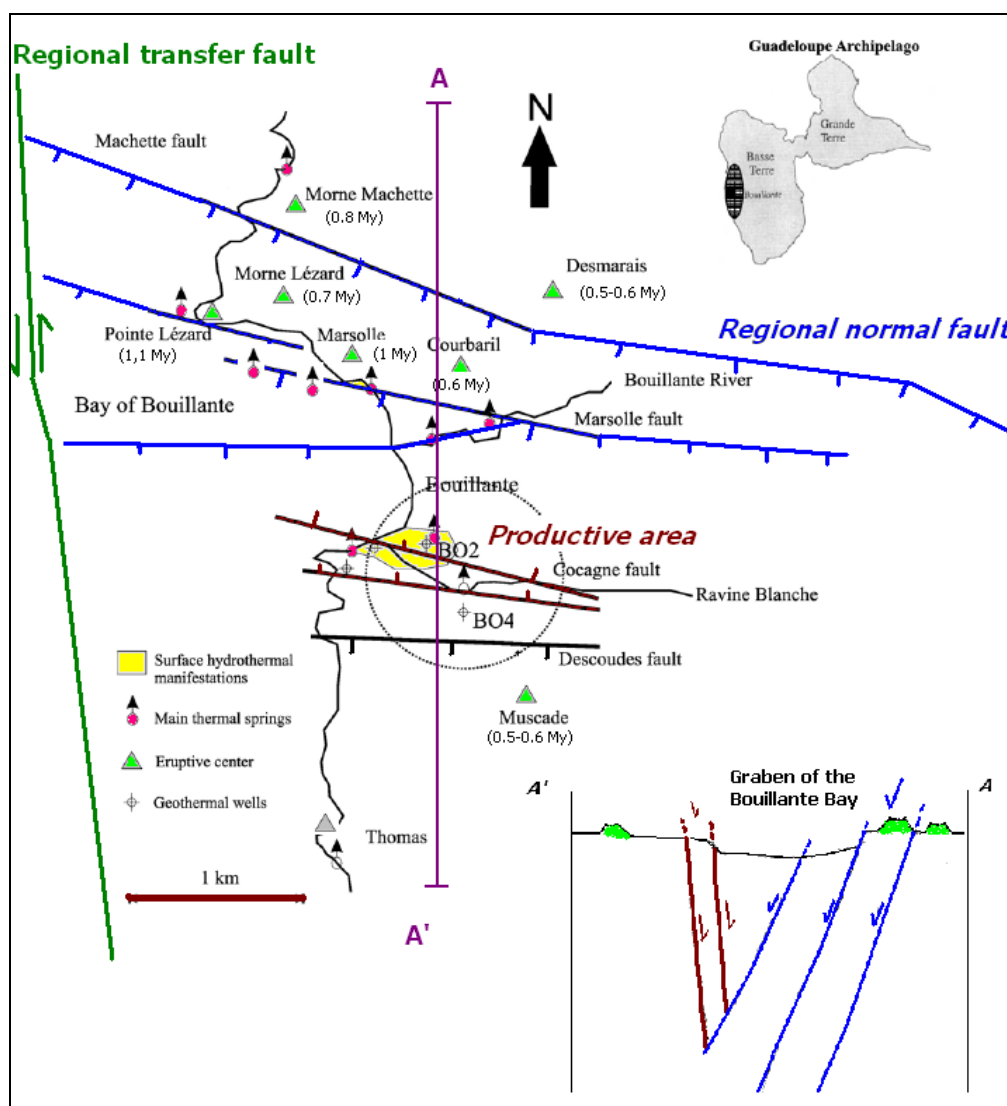 Regional transfer fault
A
Guadeloupe Archipelago
N
Grande
Terre
Basse
Terre
Bouillante
Machette fault
Morne Machette
(0.8 My)
Morne Lézard
(0.7 My)
Desmarais
(0.5-0.6 My)
Pointe Lézard
(1,1 My)
Marsolle
(1 My)
Courbaril
(0.6 My)
Regional normal fault
Bouillante River
Bay of Bouillante
Marsolle fault
Bouillante
Productive area
BO2
Cocagne fault
Ravine Blanche
BO4
Descoudes fault
Surface hydrothermal
manifestations
Main thermal springs
Eruptive center
Geothermal wells
Muscade
(0.5-0.6 My)
Thomas
1 km
A'
A'
Graben of the
Bouillante Bay
A